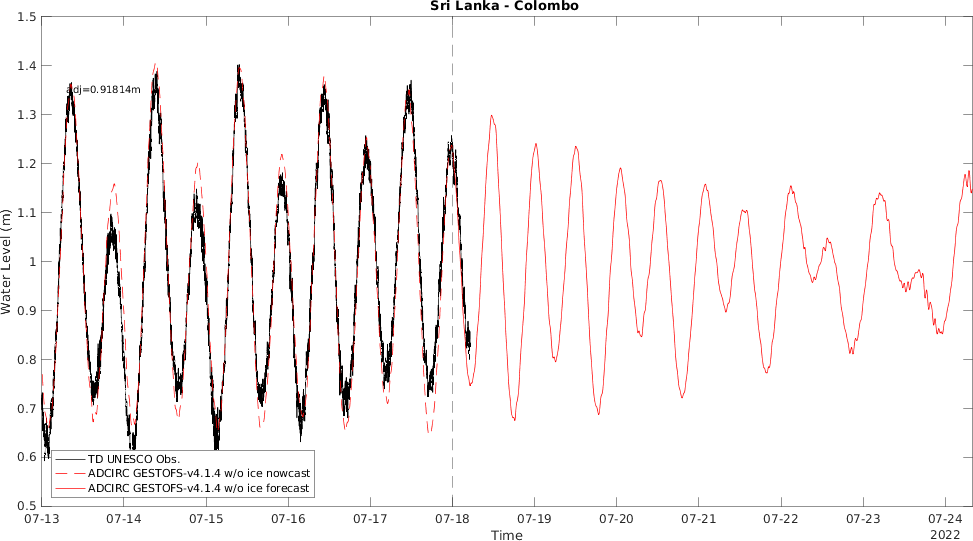 Sri Lanka - Colombo
1.5
1.4
1.3
1.2
1.1
1
0.9
0.8
0.7
0.6
0.5
Water Level (m)
adj=0.91814m
TD UNESCO Obs.
ADCIRC GESTOFS-v4.1.4 w/o ice nowcast
ADCIRC GESTOFS-v4.1.4 w/o ice forecast
07-13 07-14 07-15 07-16 07-17 07-18 07-19 07-20 07-21 07-22 07-23 07-24
2022
Time